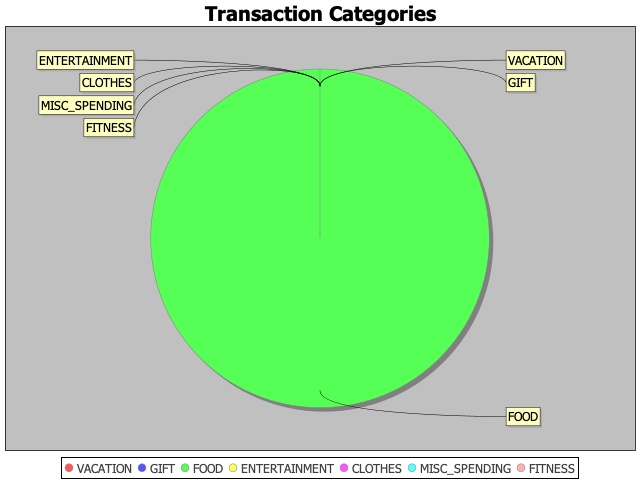 Transaction Categories
ENTERTAINMENT
VACATION
CLOTHES
GIFT
MISC_SPENDING
FITNESS
FOOD
VACATION GIFT FOOD ENTERTAINMENT CLOTHES MISC_SPENDING FITNESS